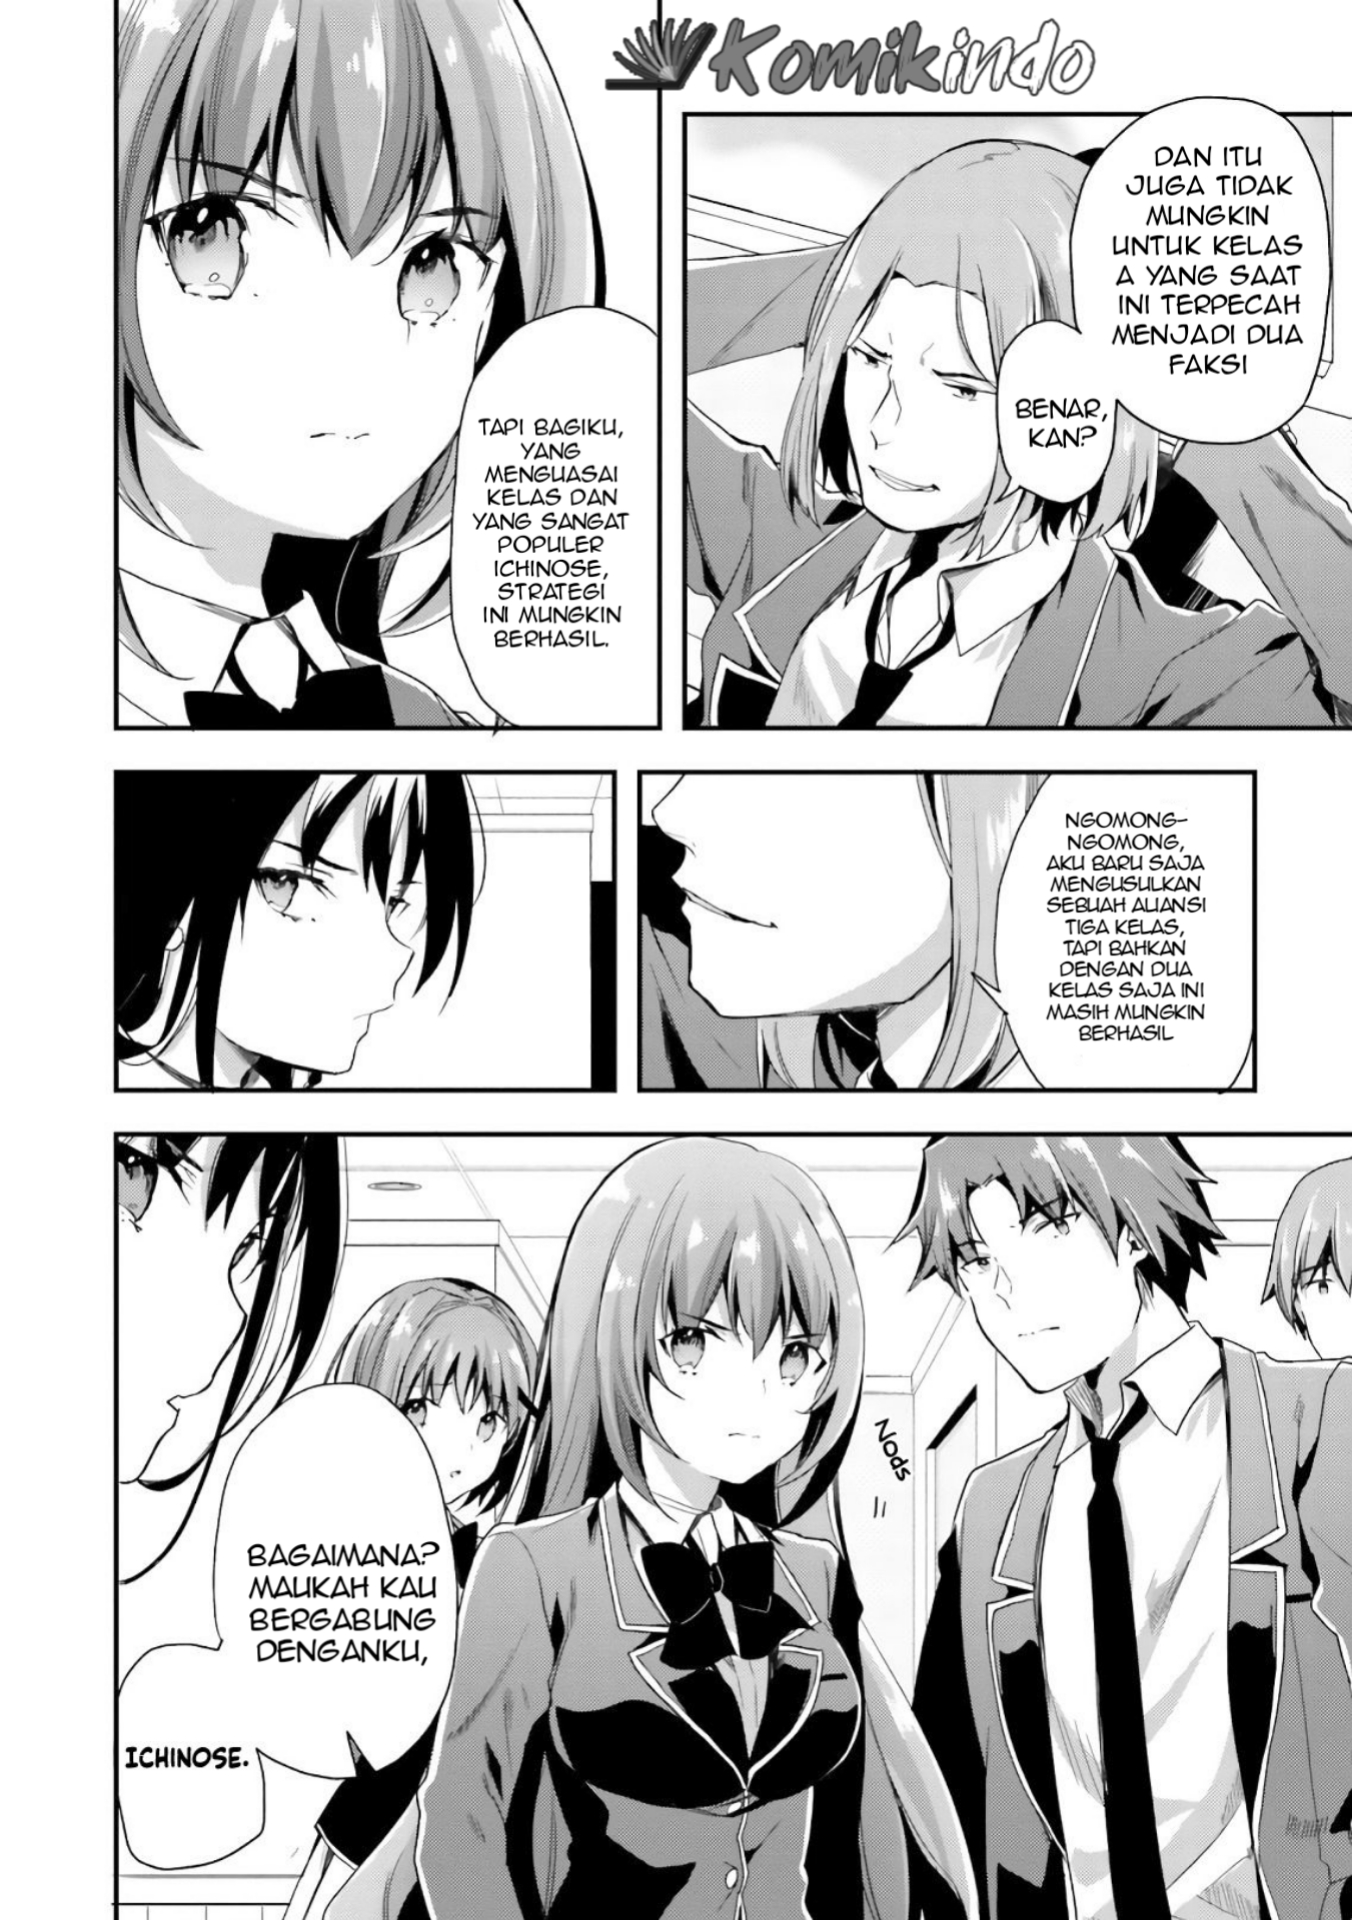 Komikindo
DAN ITU
JUGA TIDAK
MUNGKIN
UNTUK KELAS
A YANG SAAT
INI TERPECAH
MENJADI DUA
FAKSI
BENAR,
KAN?
TAPI BAGIKU,
YANG
MENGUASAI
KELAS DAN
YANG SANGAT
POPULER
ICHINOSE,
STRATEGI
INI MUNGKIN
BERHASIL.
NGOMONG-
NGOMONG,
AKU BARU SAJA
MENGUSULKAN
SEBUAH ALIANSI
TIGA KELAS,
TAPI BAHKAN
DENGAN DUA
KELAS SAJA INI
MASIH MUNGKIN
BERHASIL
Nods
BAGAIMANA?
MAUKAH KAU
BERGABUNG
DENGANKU,
ICHINOSE.